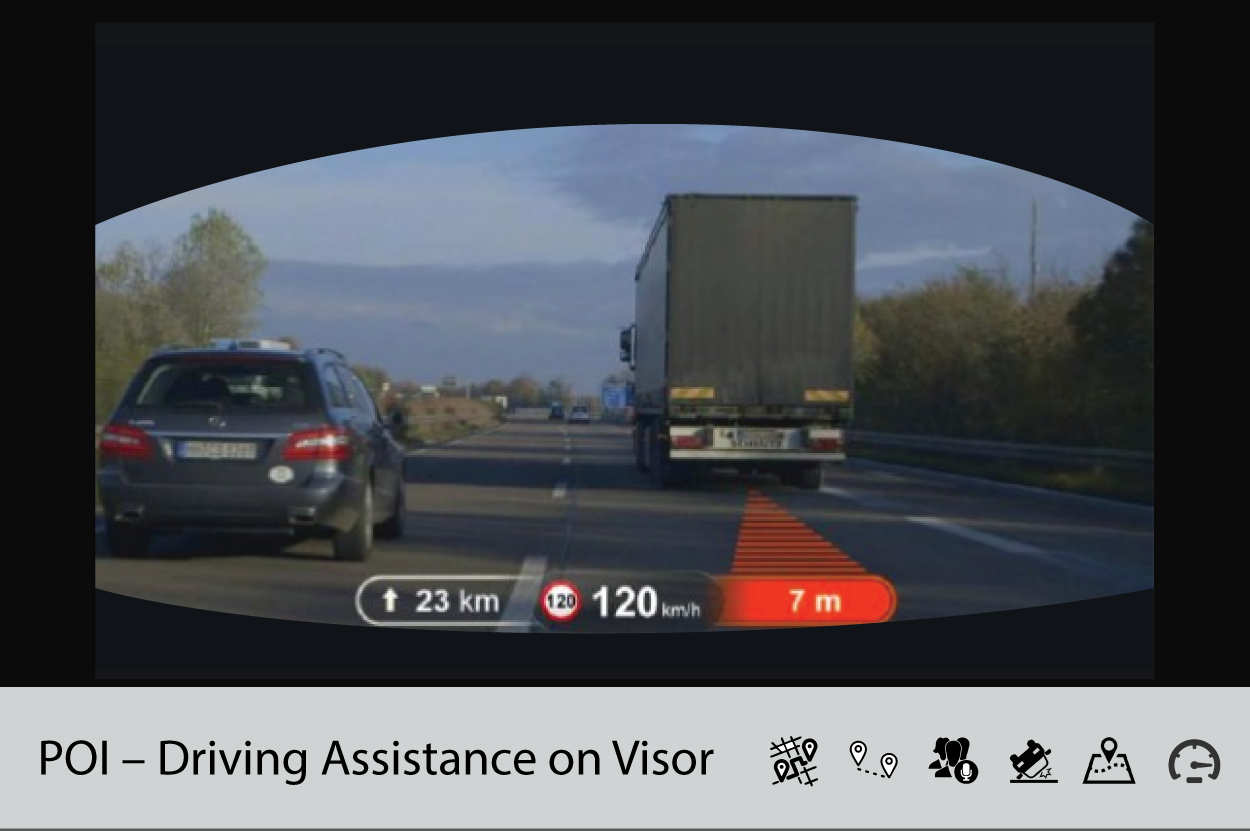 ↑ 23 km 120 120 km/h 7 m
POI – Driving Assistance on Visor